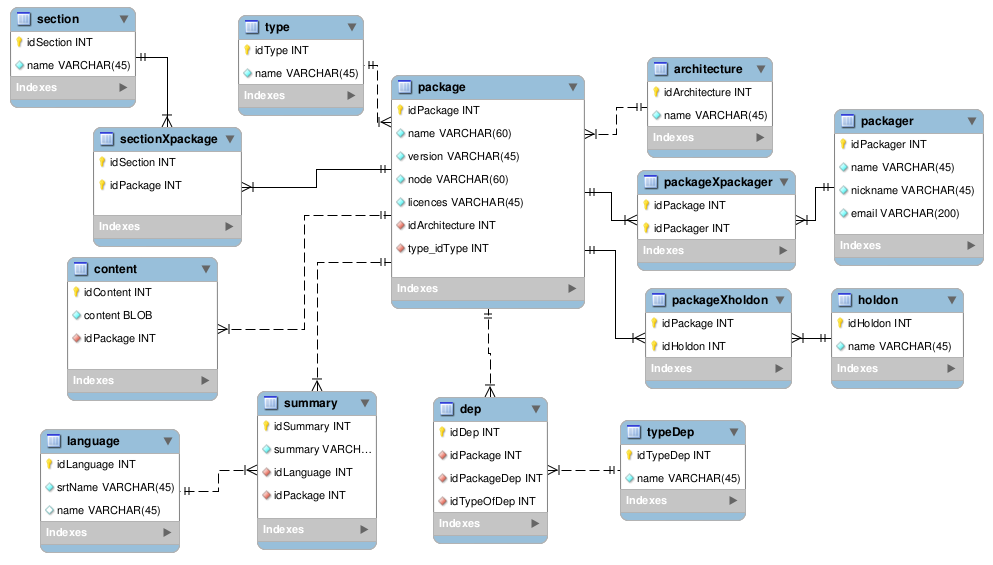 section
idSection INT
name VARCHAR(45)
Indexes
type
idType INT
name VARCHAR(45)
Indexes
package
idPackage INT
name VARCHAR(60)
version VARCHAR(45)
node VARCHAR(60)
licences VARCHAR(45)
idArchitecture INT
type_idType INT
Indexes
architecture
idArchitecture INT
name VARCHAR(45)
Indexes
packager
idPackager INT
name VARCHAR(45)
nickname VARCHAR(45)
email VARCHAR(200)
Indexes
sectionXpackage
idSection INT
idPackage INT
Indexes
packageXpackager
idPackage INT
idPackager INT
Indexes
content
idContent INT
content BLOB
idPackage INT
Indexes
packageXholdon
idPackage INT
idHoldon INT
Indexes
holdon
idHoldon INT
name VARCHAR(45)
Indexes
summary
idSummary INT
summary VARCH...
idLanguage INT
idPackage INT
Indexes
dep
idDep INT
idPackage INT
idPackageDep INT
idTypeOfDep INT
Indexes
typeDep
idTypeDep INT
name VARCHAR(45)
Indexes
language
idLanguage INT
srtName VARCHAR(45)
name VARCHAR(45)
Indexes